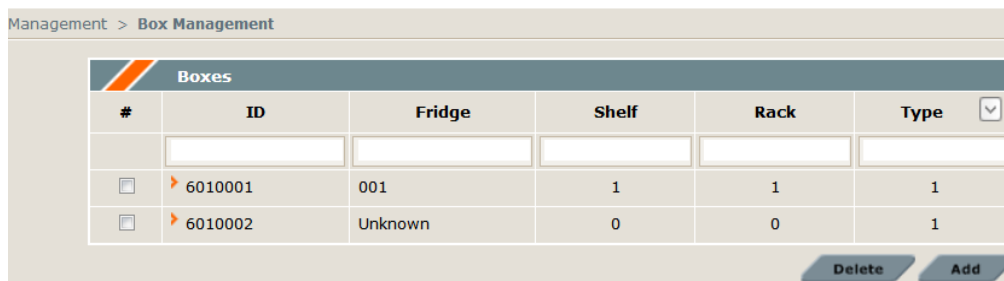 Management > Box Management
Boxes
# ID Fridge Shelf Rack Type
6010001 001 1 1 1
6010002 Unknown 0 0 1
Delete Add